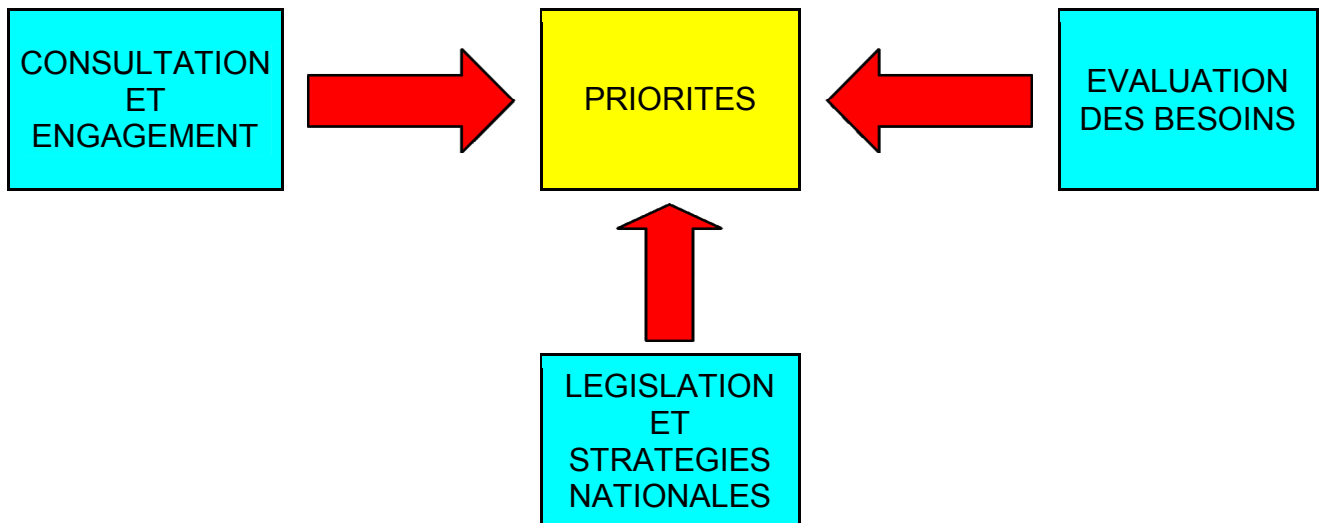 CONSULTATION
ET
ENGAGEMENT
PRIORITES
EVALUATION
DES BESOINS
LEGISLATION
ET
STRATEGIES
NATIONALES